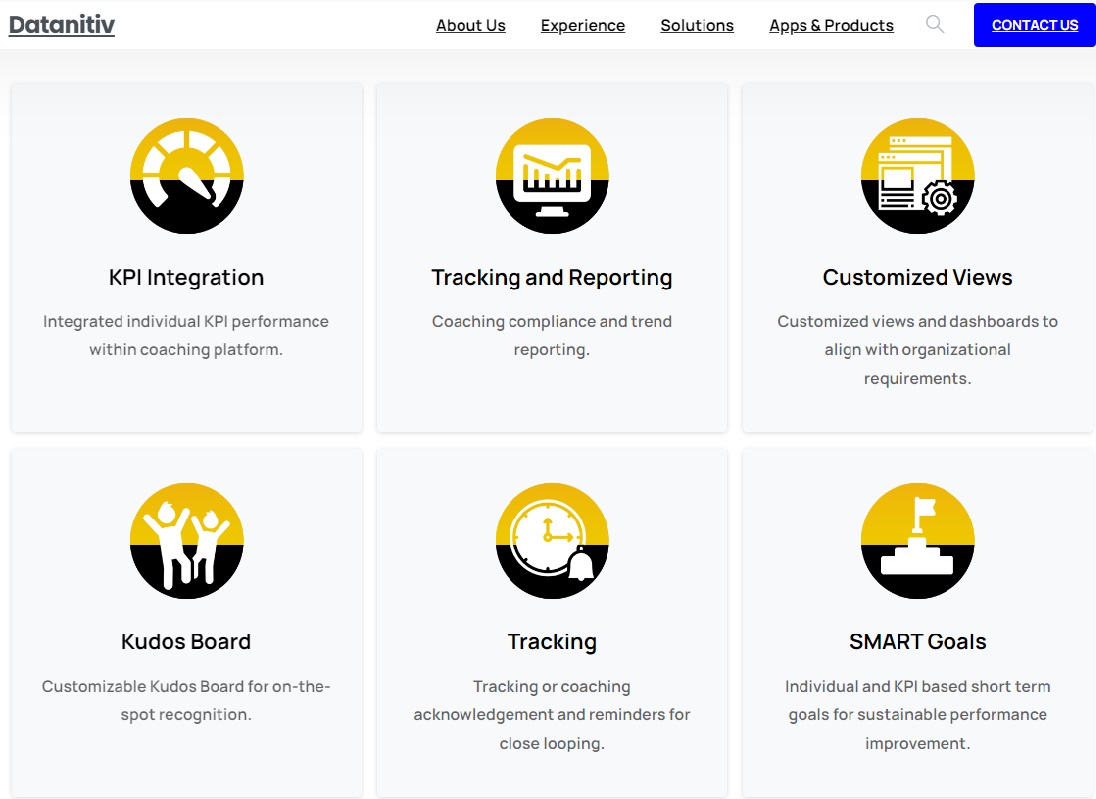 Datanitiv
About Us
Experience
Solutions
Apps & Products
CONTACT US
KPI Integration
Integrated individual KPI performance
within coaching platform.
Tracking and Reporting
Coaching compliance and trend
reporting.
Customized Views
Customized views and dashboards to
align with organizational
requirements.
Kudos Board
Customizable Kudos Board for on-the-
spot recognition.
Tracking
Tracking or coaching
acknowledgement and reminders for
close looping.
SMART Goals
Individual and KPI based short term
goals for sustainable performance
improvement.